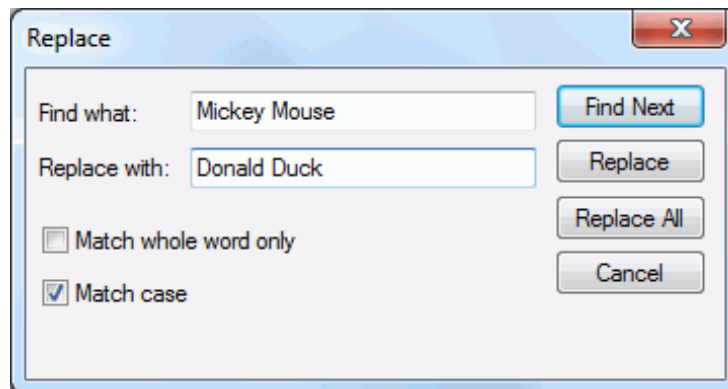 Replace
Find what: Mickey Mouse Find Next
Replace with: Donald Duck Replace
Replace All
Match whole word only
Cancel
Match case